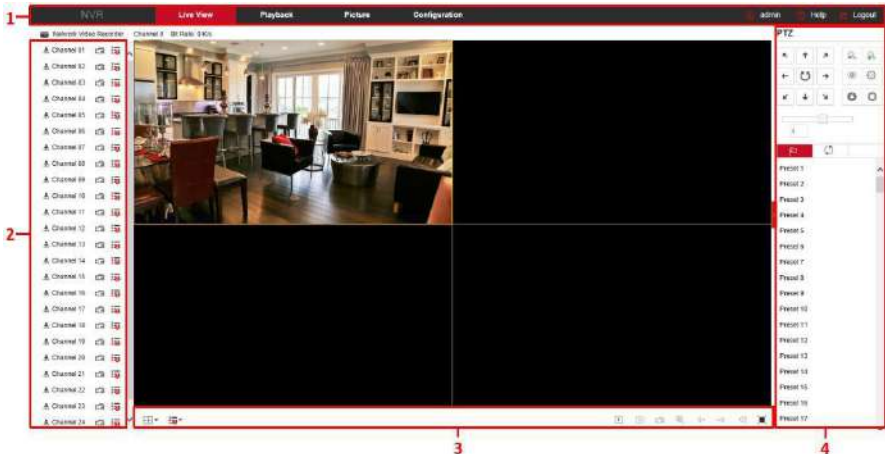 1
NVR
Live View
Playback
Picture
Configuration
admin
Help
Logout
Network Video Recorder
Channel 01
Channel 02
Channel 03
Channel 04
Channel 05
Channel 06
Channel 07
Channel 08
Channel 09
Channel 10
Channel 11
Channel 12
Channel 13
Channel 14
Channel 15
Channel 16
Channel 17
Channel 18
Channel 19
Channel 20
Channel 21
Channel 22
Channel 23
Channel 24
2
Bit Rate
3
PTZ
4
Preset 1
Preset 2
Preset 3
Preset 4
Preset 5
Preset 6
Preset 7
Preset 8
Preset 9
Preset 10
Preset 11
Preset 12
Preset 13
Preset 14
Preset 15
Preset 16
Preset 17
4